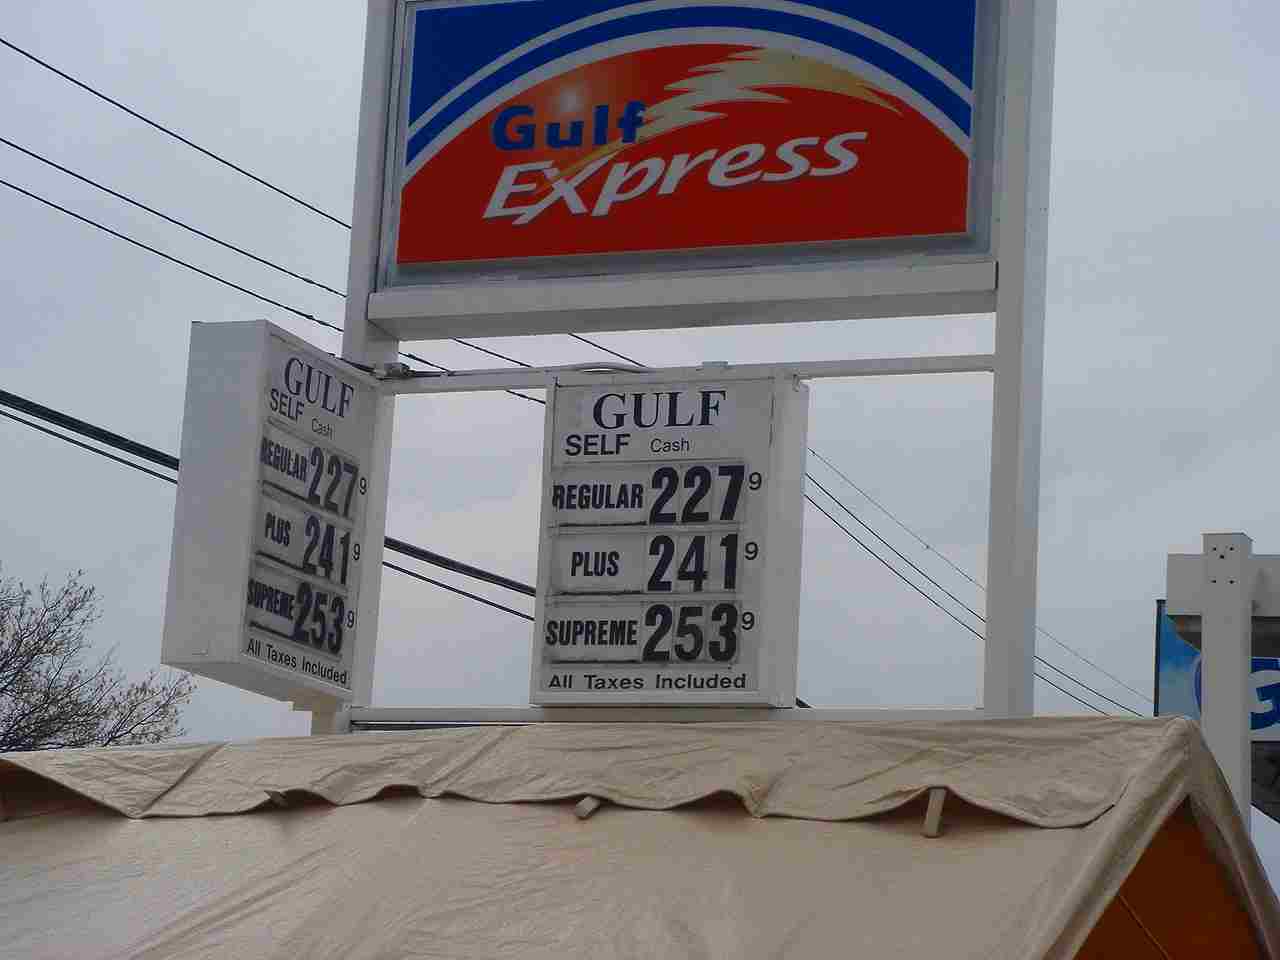 Gulf
Express
GULF
SELF Cash
REGULAR 227 9
PLUS 241 9
SUPREME 253 9
All Taxes Included
GULF
SELF Cash
REGULAR 227 9
PLUS 241 9
SUPREME 253 9
All Taxes Included
G